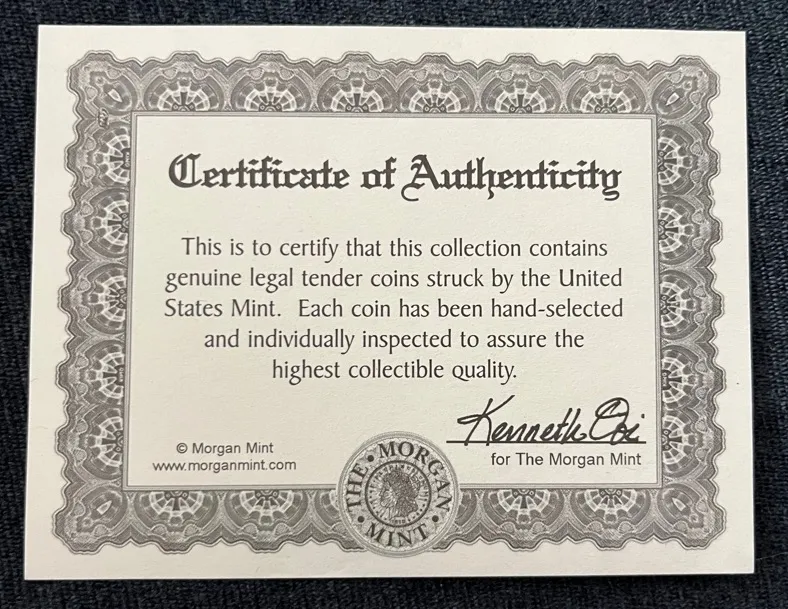 Certificate of Authenticity
This is to certify that this collection contains
genuine legal tender coins struck by the United
States Mint. Each coin has been hand-selected
and individually inspected to assure the
highest collectible quality.
Kenneth
for The Morgan Mint
© Morgan Mint
www.morganmint.com
• THE • MORGAN • MINT •